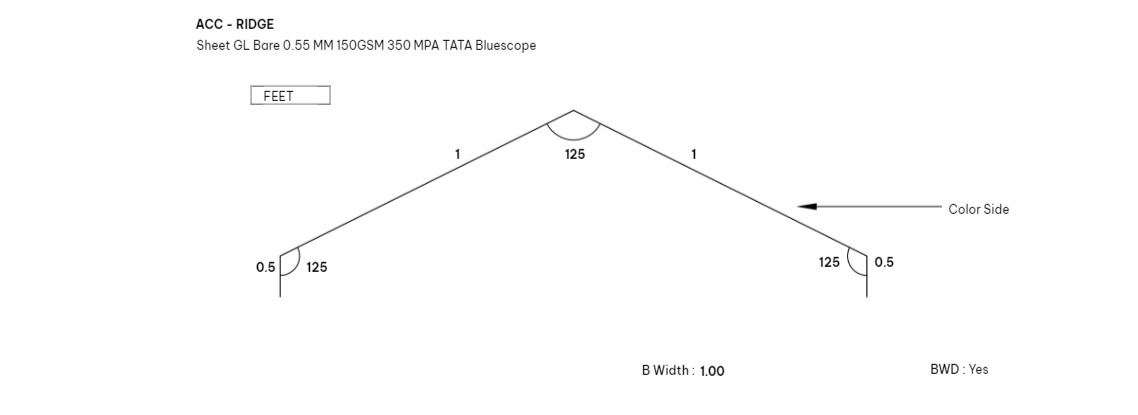 ACC - RIDGE
Sheet GL Bare 0.55 MM 150GSM 350 MPA TATA Bluescope
FEET
1
125
1
Color Side
0.5
125
125
0.5
B Width : 1.00
BWD : Yes